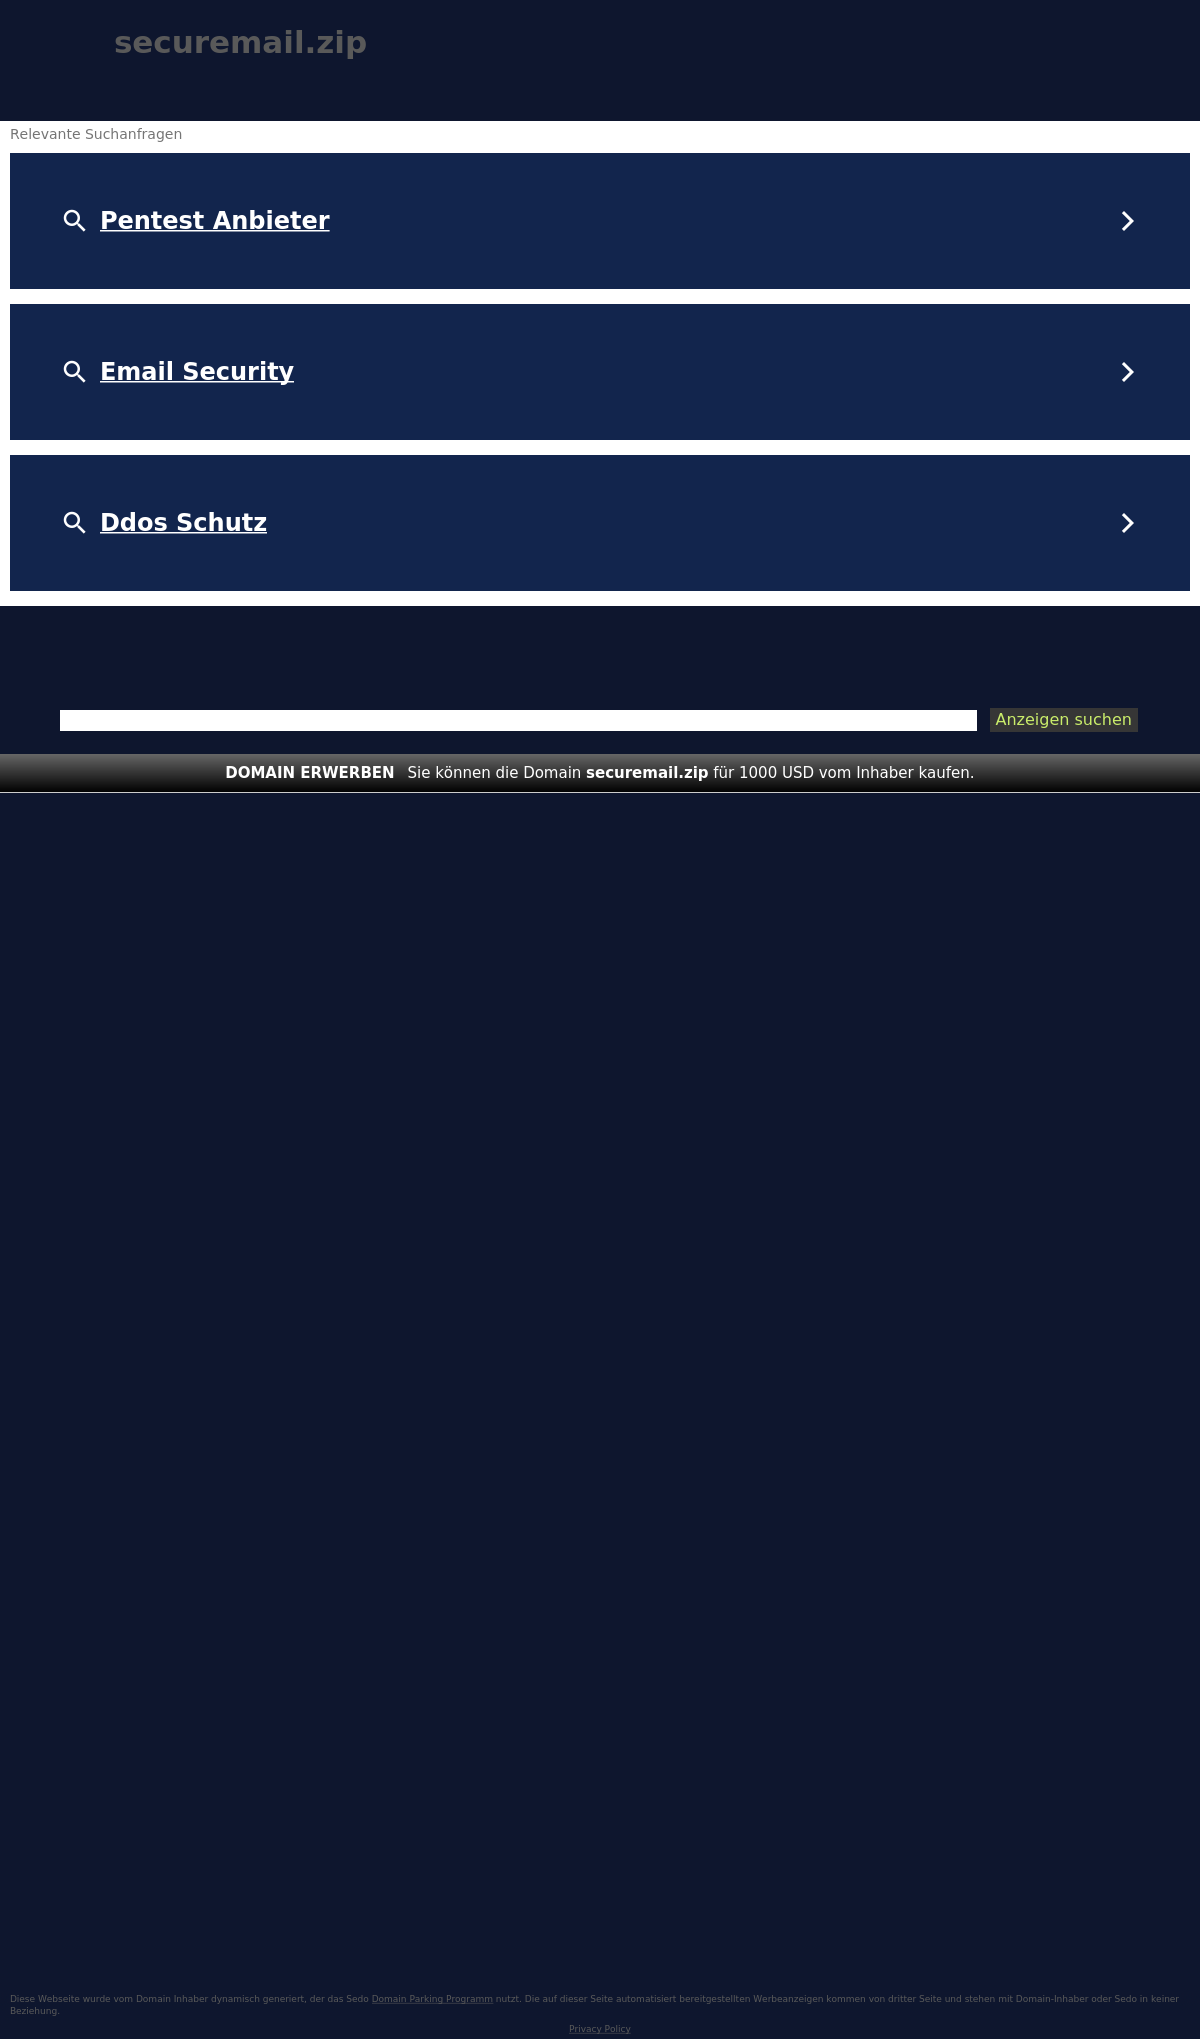 securemail.zip
Relevante Suchanfragen
Pentest Anbieter
Email Security
Ddos Schutz
Anzeigen suchen
DOMAIN ERWERBEN Sie können die Domain securemail.zip für 1000 USD vom Inhaber kaufen.
Diese Webseite wurde vom Domain Inhaber dynamisch generiert, der das Sedo Domain Parking Programm nutzt. Die auf dieser Seite automatisiert bereitgestellten Werbeanzeigen kommen von dritter Seite und stehen mit Domain-Inhaber oder Sedo in keiner
Beziehung.
Privacy Policy